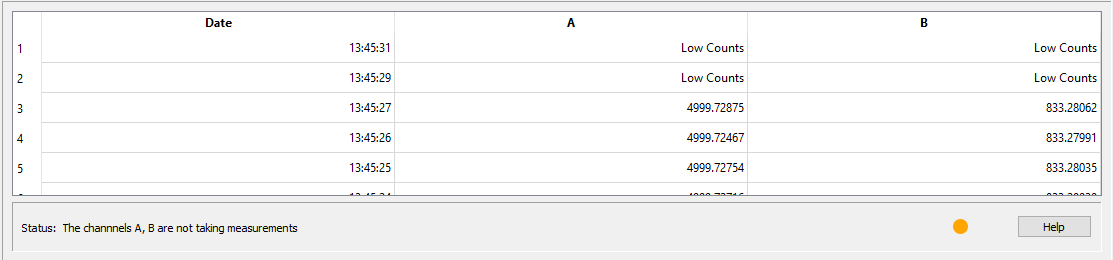 Date A B
1 13:45:31 Low Counts Low Counts
2 13:45:29 Low Counts Low Counts
3 13:45:27 4999.72875 833.28062
4 13:45:26 4999.72467 833.27991
5 13:45:25 4999.72754 833.28035
Status: The channnels A, B are not taking measurements
Help